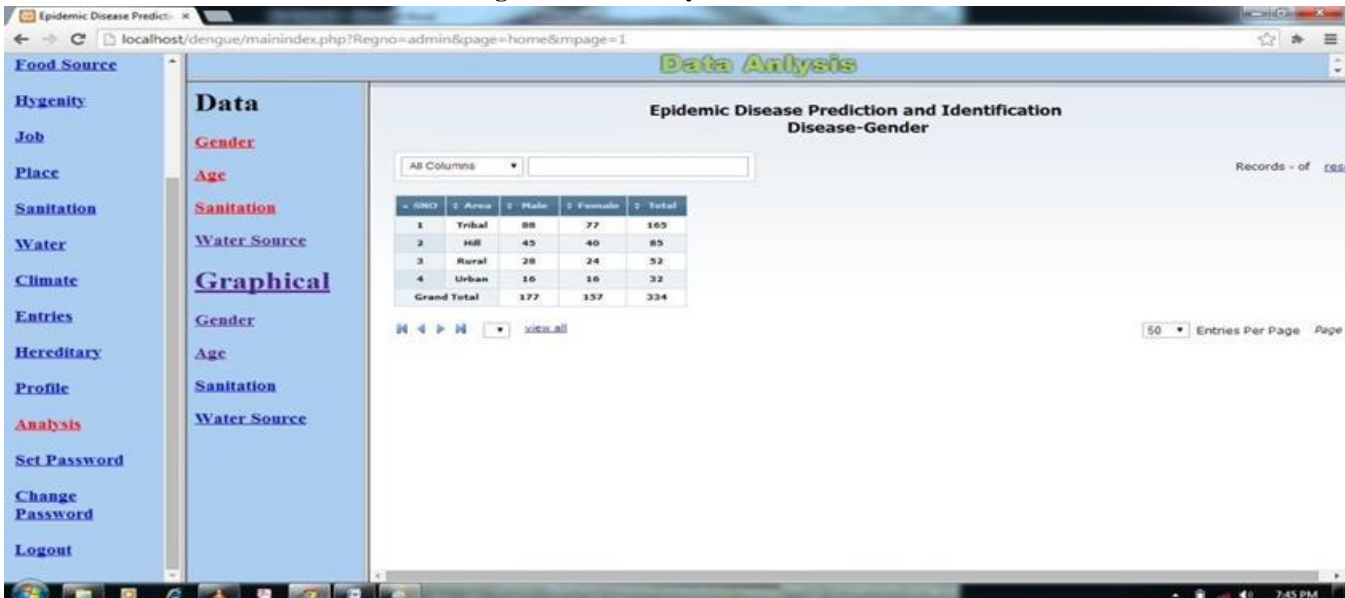 Epidemic Disease Predicti
localhost/dengue/mainindex.php?Regno=admin&page=home&mpage=1
Data Anlysis
Food Source
Hygenity
Job
Place
Sanitation
Water
Climate
Entries
Hereditary
Profile
Analysis
Set Password
Change
Password
Logout
Data
Gender
Age
Sanitation
Water Source
Graphical
Gender
Age
Sanitation
Water Source
Epidemic Disease Prediction and Identification
Disease-Gender
All Columns
Records - of res
SNO Area Male Female Total
1 Tribal 88 77 165
2 Hill 45 40 85
3 Rural 28 24 52
4 Urban 16 16 32
Grand Total 177 157 334
view all
50 Entries Per Page Page
7:45 PM